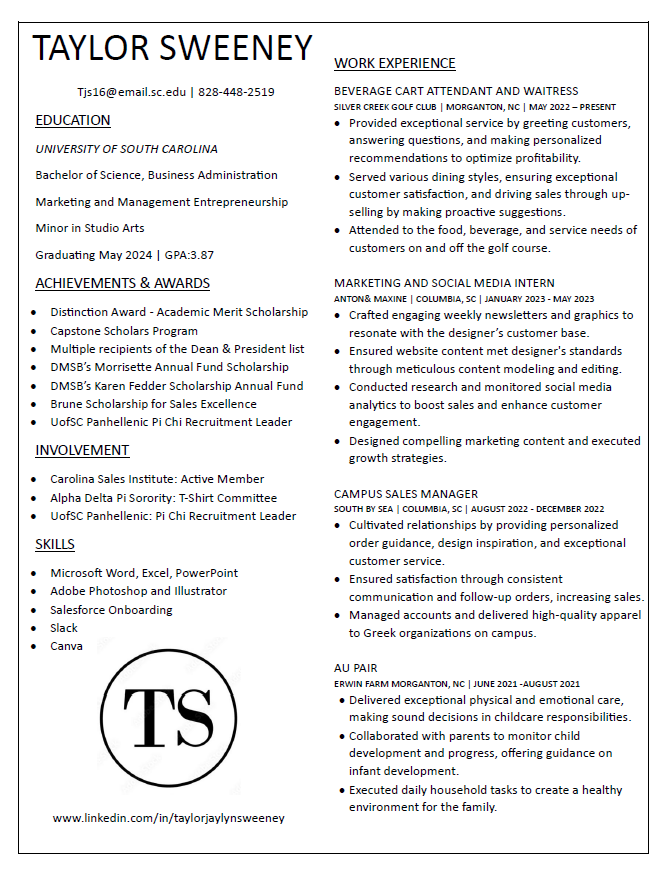 TAYLOR SWEENEY
Tjs16@email.sc.edu | 828-448-2519
EDUCATION
UNIVERSITY OF SOUTH CAROLINA
Bachelor of Science, Business Administration
Marketing and Management Entrepreneurship
Minor in Studio Arts
Graduating May 2024 | GPA:3.87
ACHIEVEMENTS & AWARDS
• Distinction Award - Academic Merit Scholarship
• Capstone Scholars Program
• Multiple recipients of the Dean & President list
• DMSB’s Morrisette Annual Fund Scholarship
• DMSB’s Karen Fedder Scholarship Annual Fund
• Brune Scholarship for Sales Excellence
• UofSC Panhellenic Pi Chi Recruitment Leader
INVOLVEMENT
• Carolina Sales Institute: Active Member
• Alpha Delta Pi Sorority: T-Shirt Committee
• UofSC Panhellenic: Pi Chi Recruitment Leader
SKILLS
• Microsoft Word, Excel, PowerPoint
• Adobe Photoshop and Illustrator
• Salesforce Onboarding
• Slack
• Canva
TS
www.linkedin.com/in/taylorjaylynsweeney
WORK EXPERIENCE
BEVERAGE CART ATTENDANT AND WAITRESS
SILVER CREEK GOLF CLUB | MORGANTON, NC | MAY 2022 – PRESENT
• Provided exceptional service by greeting customers,
answering questions, and making personalized
recommendations to optimize profitability.
• Served various dining styles, ensuring exceptional
customer satisfaction, and driving sales through up-
selling by making proactive suggestions.
• Attended to the food, beverage, and service needs of
customers on and off the golf course.
MARKETING AND SOCIAL MEDIA INTERN
ANTON& MAXINE | COLUMBIA, SC | JANUARY 2023 - MAY 2023
• Crafted engaging weekly newsletters and graphics to
resonate with the designer’s customer base.
• Ensured website content met designer's standards
through meticulous content modeling and editing.
• Conducted research and monitored social media
analytics to boost sales and enhance customer
engagement.
• Designed compelling marketing content and executed
growth strategies.
CAMPUS SALES MANAGER
SOUTH BY SEA | COLUMBIA, SC | AUGUST 2022 - DECEMBER 2022
• Cultivated relationships by providing personalized
order guidance, design inspiration, and exceptional
customer service.
• Ensured satisfaction through consistent
communication and follow-up orders, increasing sales.
• Managed accounts and delivered high-quality apparel
to Greek organizations on campus.
AU PAIR
ERWIN FARM MORGANTON, NC | JUNE 2021 -AUGUST 2021
• Delivered exceptional physical and emotional care,
making sound decisions in childcare responsibilities.
• Collaborated with parents to monitor child
development and progress, offering guidance on
infant development.
• Executed daily household tasks to create a healthy
environment for the family.